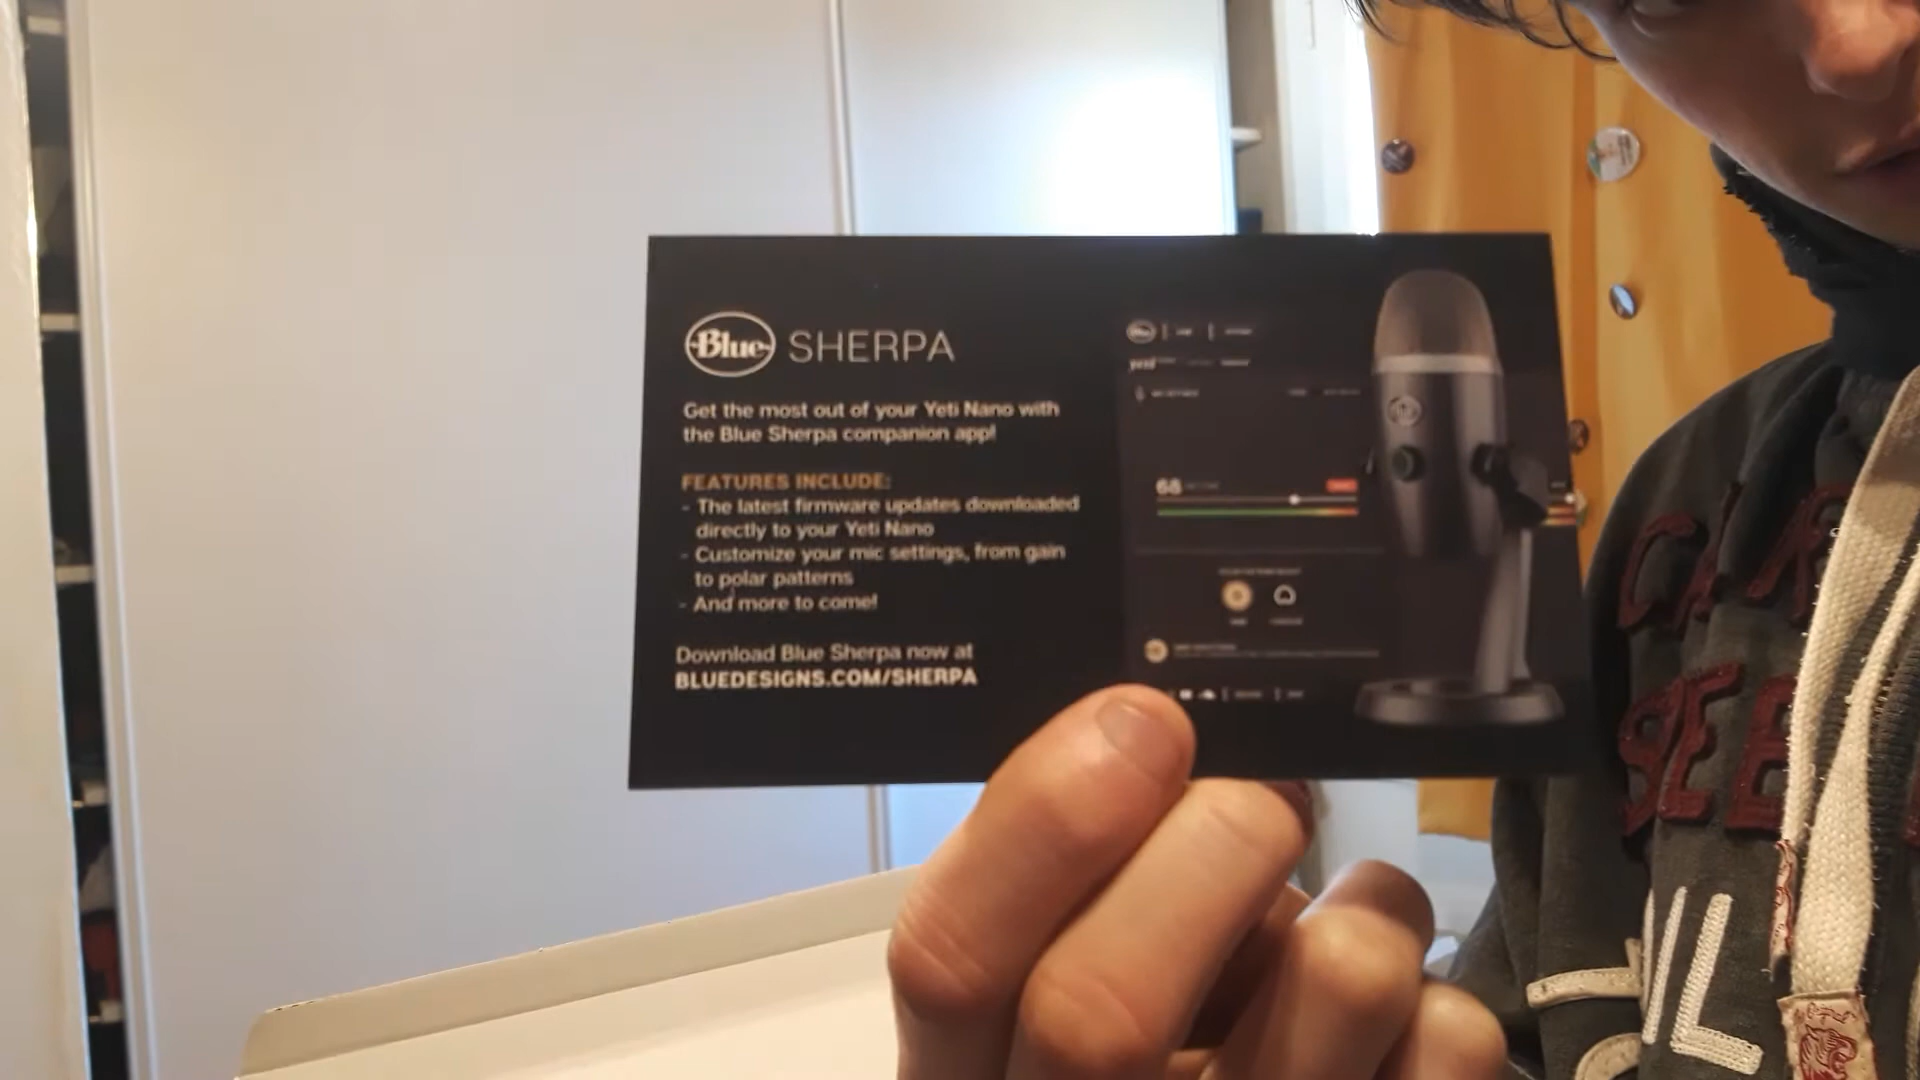 Blue SHERPA
Get the most out of your Yeti Nano with
the Blue Sherpa companion app!
FEATURES INCLUDE:
- The latest firmware updates downloaded
directly to your Yeti Nano
- Customize your mic settings, from gain
to polar patterns
- And more to come!
Download Blue Sherpa now at
BLUEDESIGNS.COM/SHERPA
68